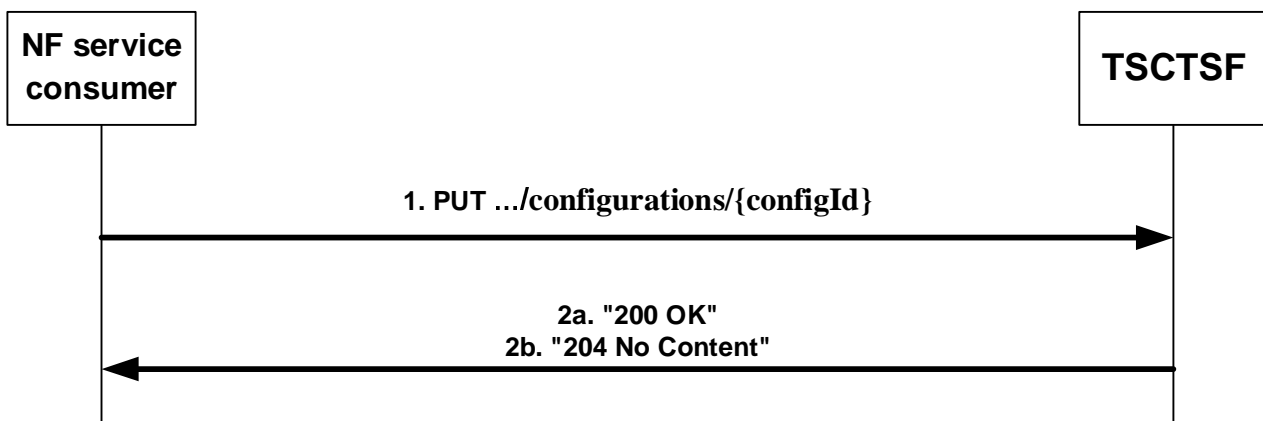 NF service
consumer
TSCTSF
1. PUT …/configurations/{configId}
2a. "200 OK"
2b. "204 No Content"